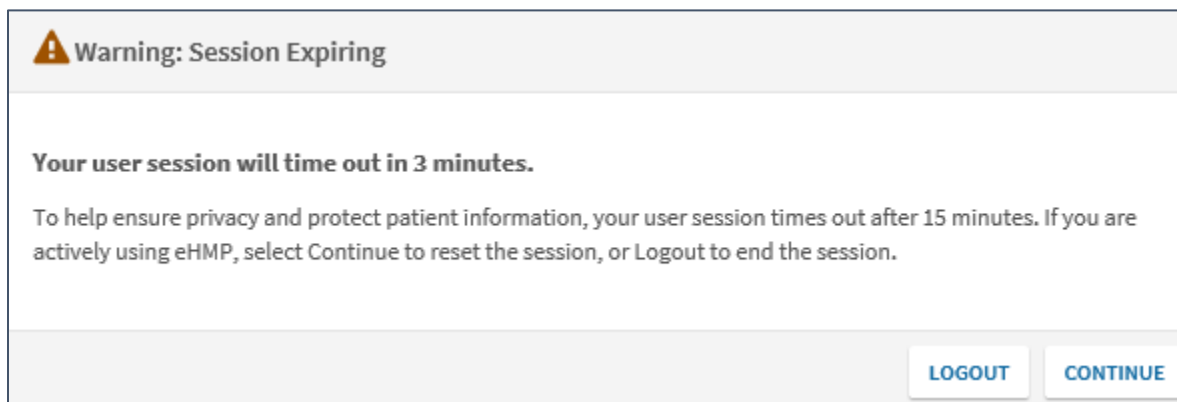 Warning: Session Expiring
Your user session will time out in 3 minutes.
To help ensure privacy and protect patient information, your user session times out after 15 minutes. If you are
actively using eHMP, select Continue to reset the session, or Logout to end the session.
LOGOUT CONTINUE